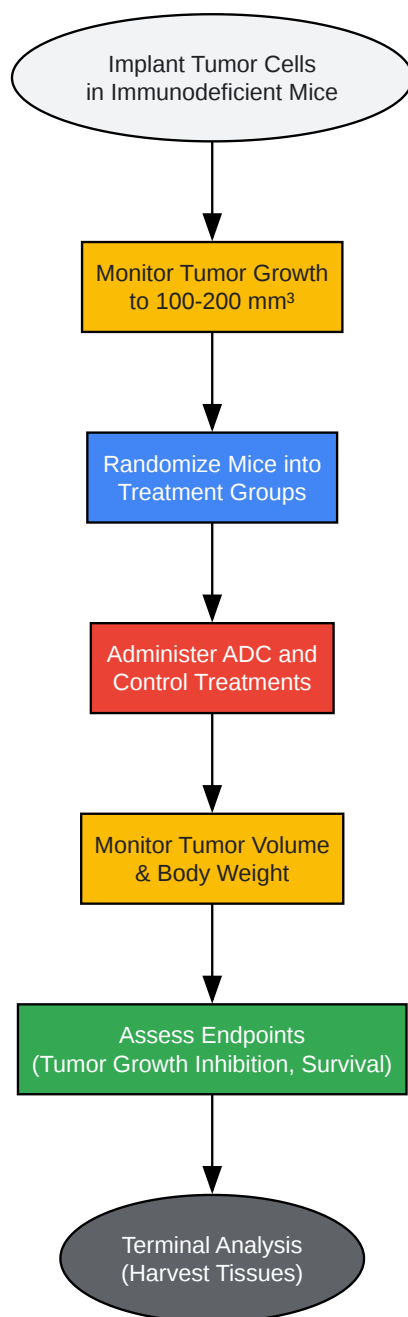 Implant Tumor Cells
in Immunodeficient Mice
Monitor Tumor Growth
to 100-200 mm³
Randomize Mice into
Treatment Groups
Administer ADC and
Control Treatments
Monitor Tumor Volume
& Body Weight
Assess Endpoints
(Tumor Growth Inhibition, Survival)
Terminal Analysis
(Harvest Tissues)